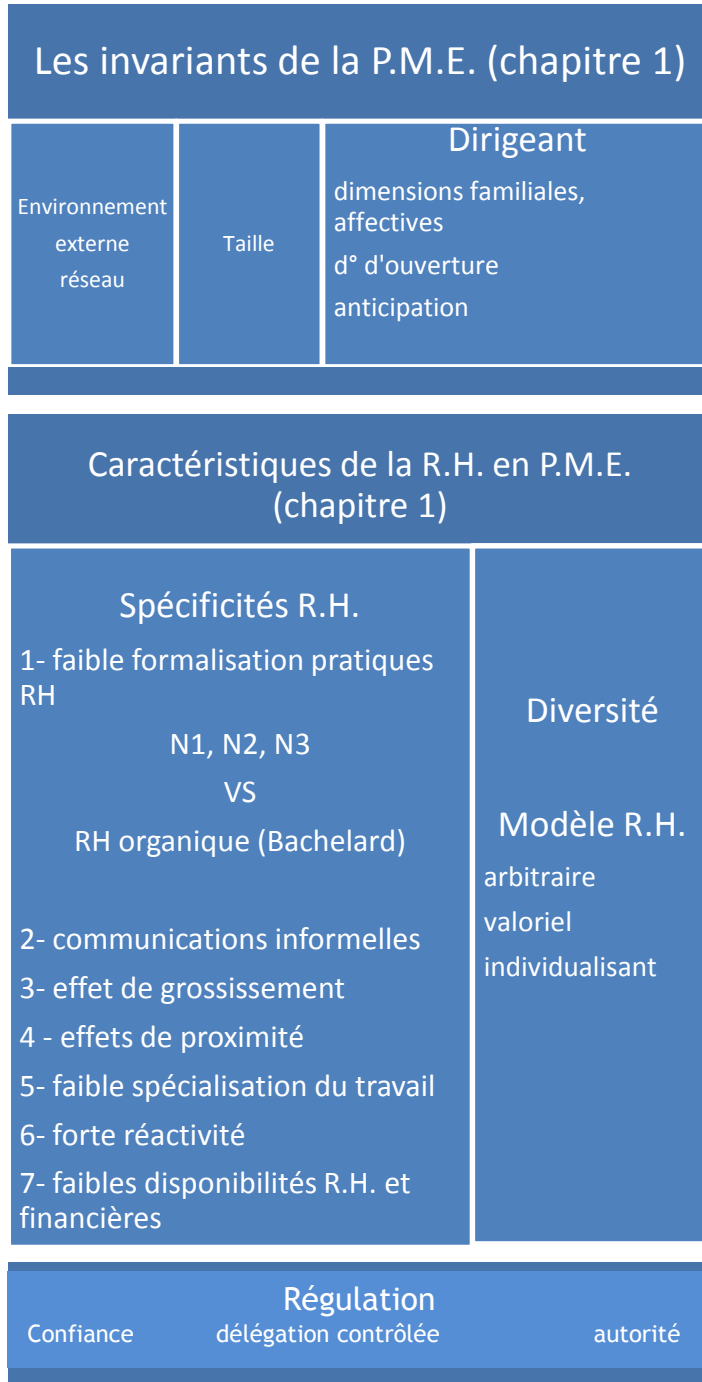 Les invariants de la P.M.E. (chapitre 1)
Environnement
externe
réseau
Taille
Dirigeant
dimensions familiales,
affectives
d° d'ouverture
anticipation
Caractéristiques de la R.H. en P.M.E.
(chapitre 1)
Spécificités R.H.
1- faible formalisation pratiques
RH
N1, N2, N3
VS
RH organique (Bachelard)
2- communications informelles
3- effet de grossissement
4 - effets de proximité
5- faible spécialisation du travail
6- forte réactivité
7- faibles disponibilités R.H. et
financières
Diversité
Modèle R.H.
arbitraire
valoriel
individualisant
Régulation
Confiance délégation contrôlée autorité